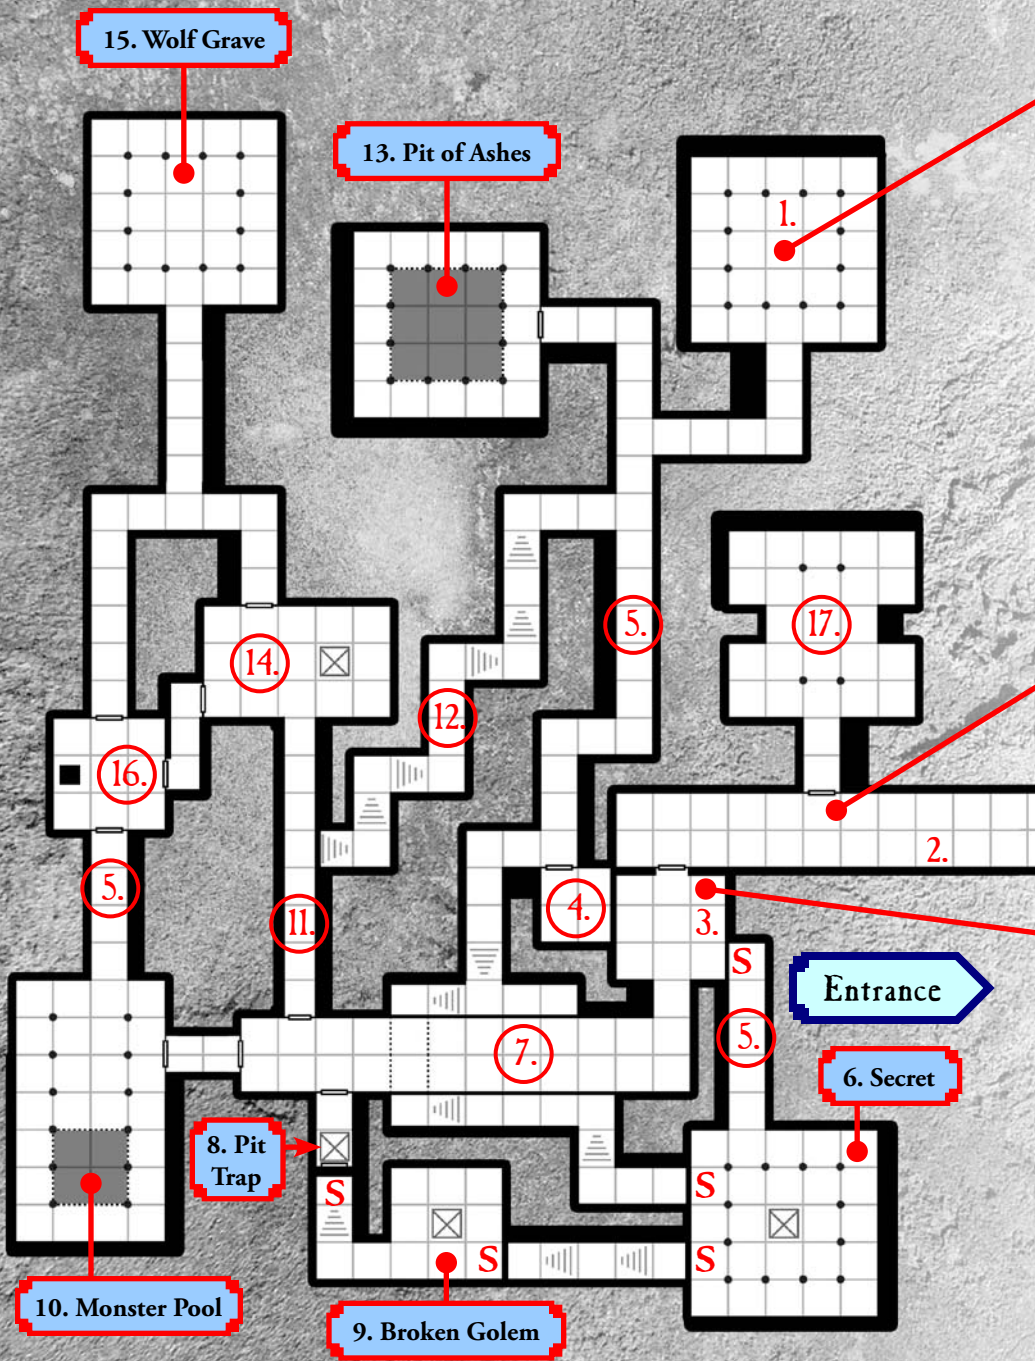 15. Wolf Grave
13. Pit of Ashes
1.
17.
5.
14.
12.
16.
2.
5.
4.
3.
11.
S
Entrance
7.
5.
6. Secret
8. Pit
Trap
S
S
S
S
10. Monster Pool
9. Broken Golem